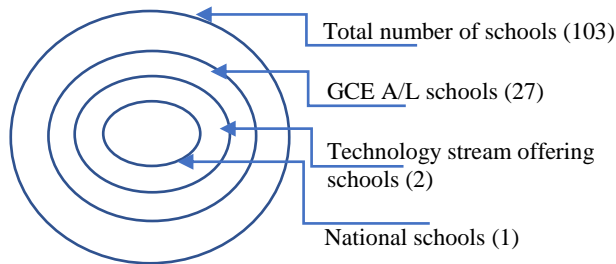 Total number of schools (103)
GCE A/L schools (27)
Technology stream offering
schools (2)
National schools (1)